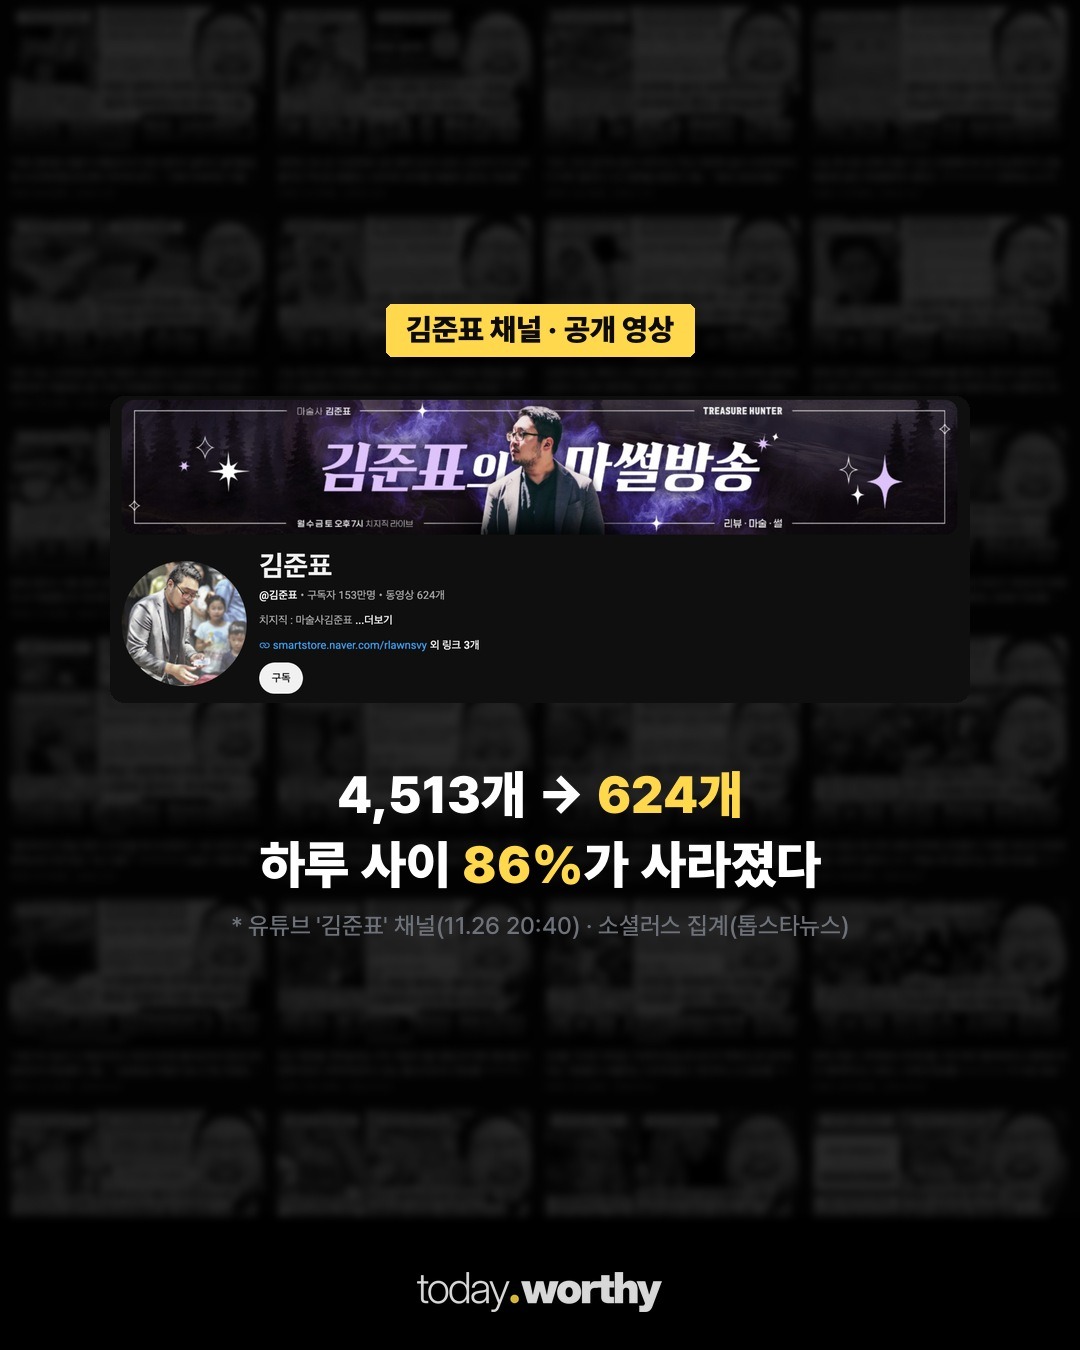 김준표 채널 · 공개 영상
마술사 김준표
TREASURE HUNTER
김준표의 마썰방송
월수금토 오후7시 치지직 라이브
리뷰 · 마술 · 썰
김준표
@김준표 • 구독자 153만명 • 동영상 624개
치지직 : 마술사김준표 ...더보기
smartstore.naver.com/rlawnsvy 외 링크 3개
구독
4,513개 → 624개
하루 사이 86%가 사라졌다
* 유튜브 '김준표' 채널(11.26 20:40) · 소셜러스 집계(톱스타뉴스)
today.worthy